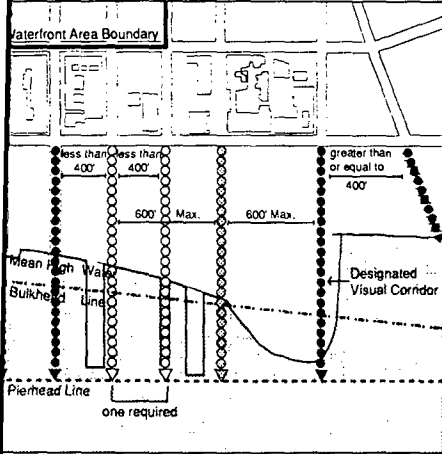 Waterfront Area Boundary
less than
400'
less than
400'
greater than
or equal to
400'
600' Max.
600' Max.
Mean High Water
Bulkhead Line
Designated
Visual Corridor
Pierhead Line
one required